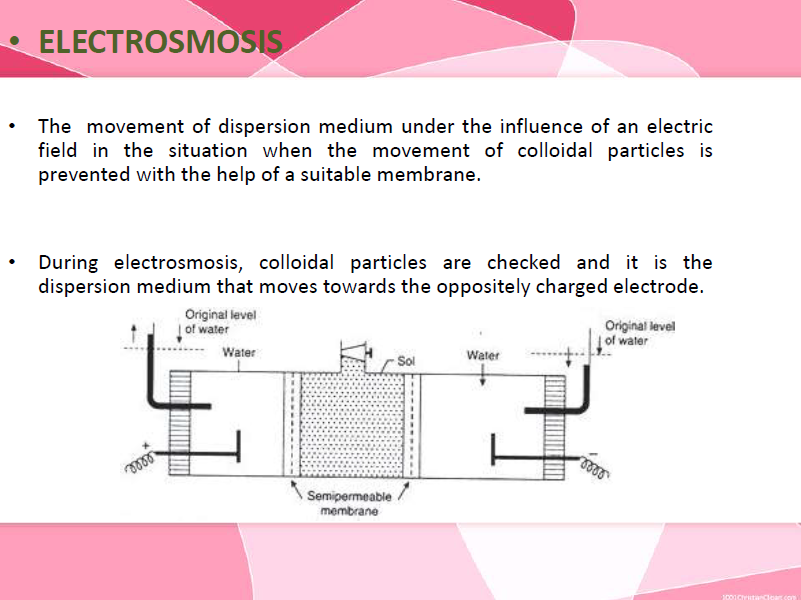 • ELECTROSMOSIS
• The movement of dispersion medium under the influence of an electric
field in the situation when the movement of colloidal particles is
prevented with the help of a suitable membrane.
• During electrosmosis, colloidal particles are checked and it is the
dispersion medium that moves towards the oppositely charged electrode.
Original level
of water
Water
Sol
Water
Original level
of water
+
−
Semipermeable
membrane
1001ChristianClipart.com